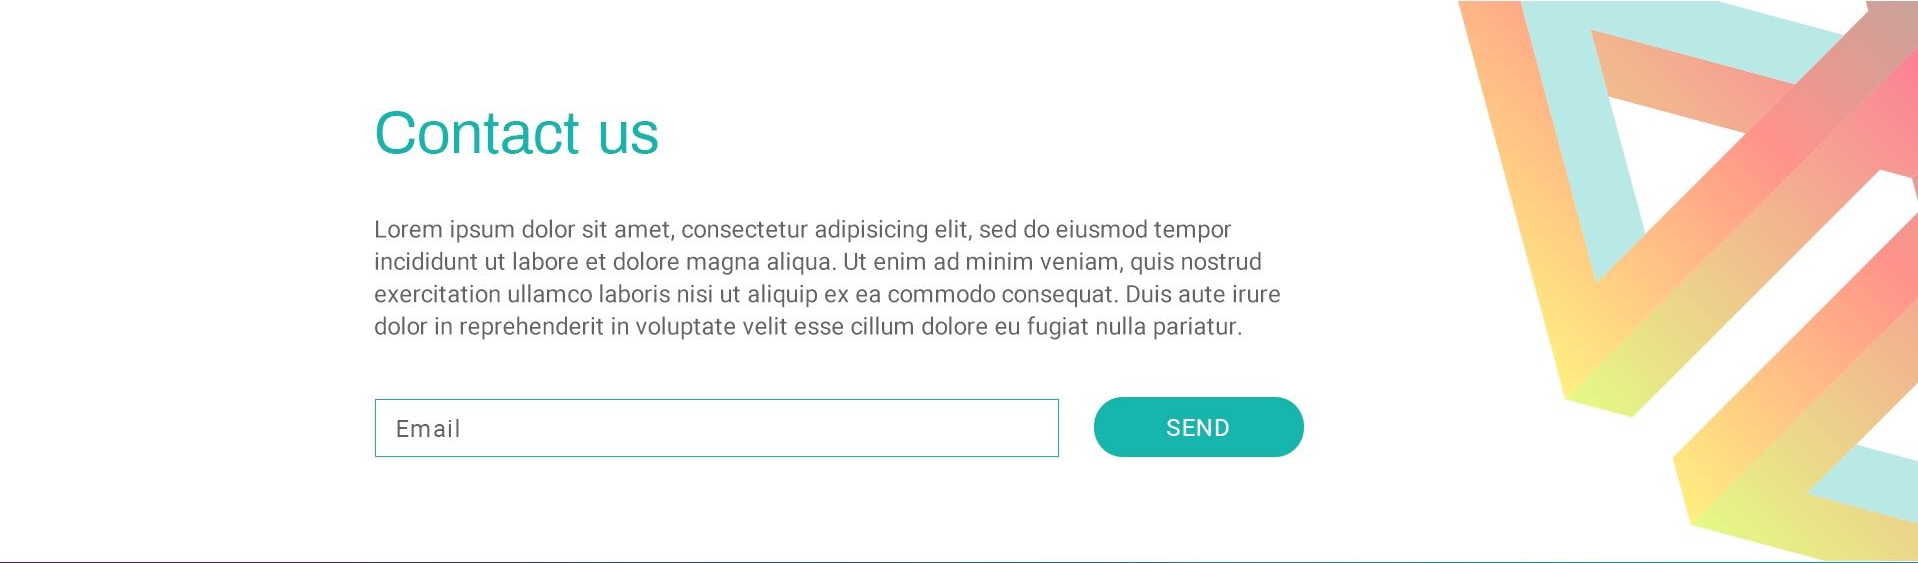 Contact us
Lorem ipsum dolor sit amet, consectetur adipisicing elit, sed do eiusmod tempor
incididunt ut labore et dolore magna aliqua. Ut enim ad minim veniam, quis nostrud
exercitation ullamco laboris nisi ut aliquip ex ea commodo consequat. Duis aute irure
dolor in reprehenderit in voluptate velit esse cillum dolore eu fugiat nulla pariatur.
Email
SEND